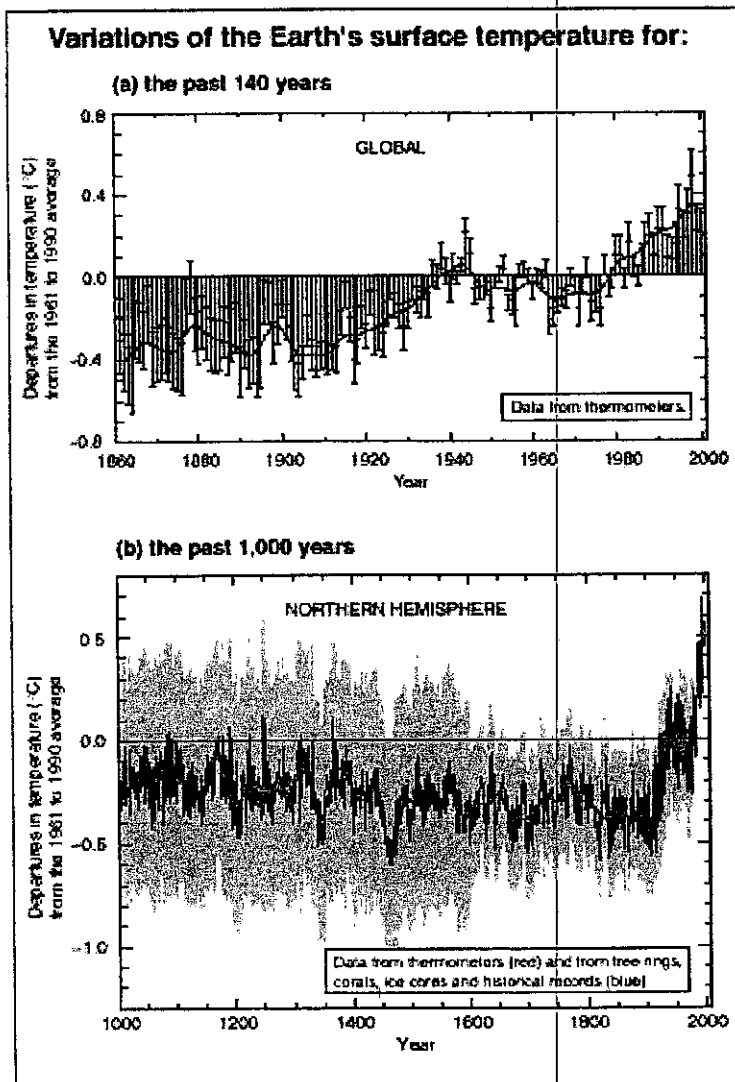 Variations of the Earth's surface temperature for:
(a) the past 140 years
GLOBAL
Departures in temperature (°C)
from the 1961 to 1990 average
0.8
0.4
0.0
-0.4
-0.8
Data from thermometers.
1860
1880
1900
1920
1940
1960
1980
2000
Year
(b) the past 1,000 years
NORTHERN HEMISPHERE
Departures in temperature (°C)
from the 1961 to 1990 average
0.5
0.0
-0.5
-1.0
Data from thermometers (red) and from tree rings,
corals, ice cores and historical records (blue).
1000
1200
1400
1600
1800
2000
Year